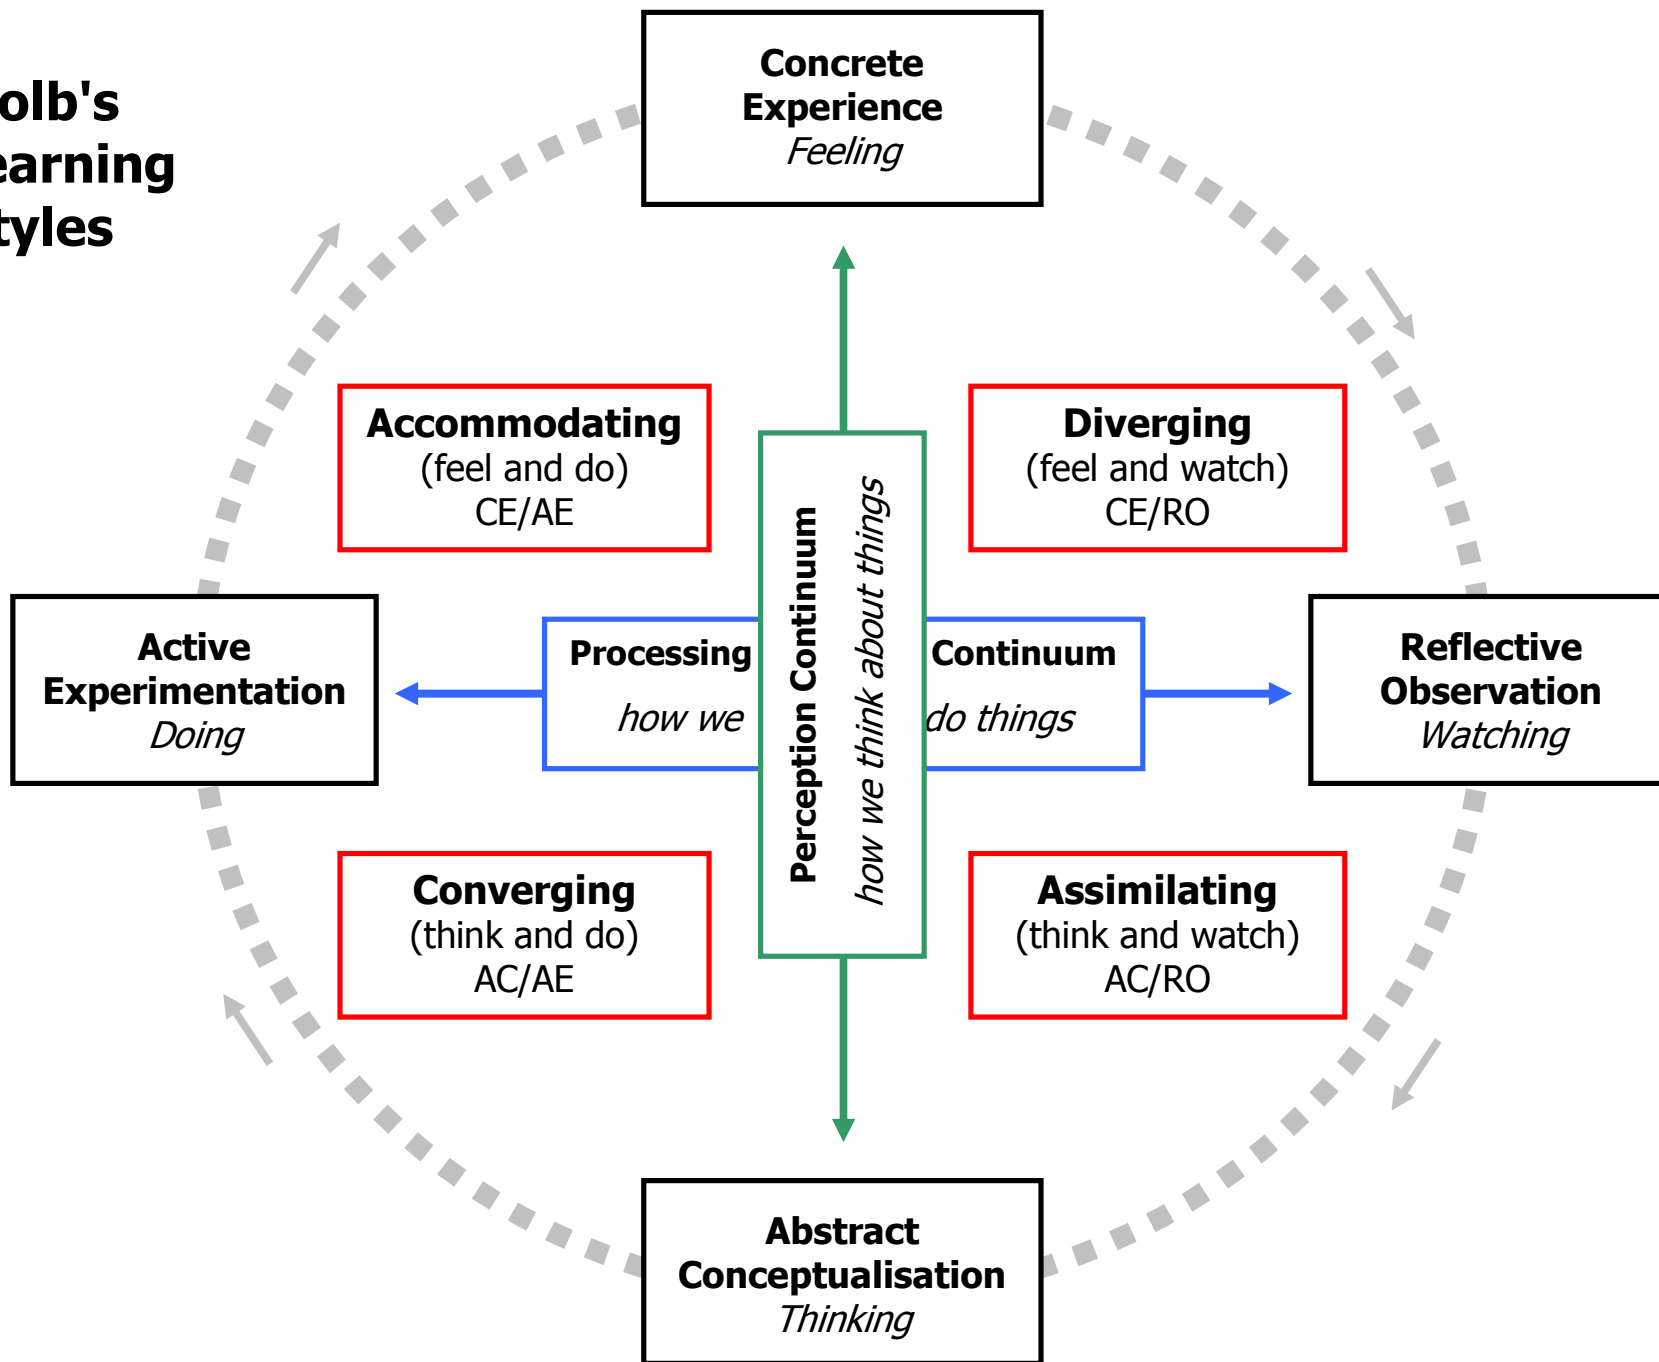 olb's
earning
tyles
Concrete
Experience
Feeling
Accommodating
(feel and do)
CE/AE
Diverging
(feel and watch)
CE/RO
Active
Experimentation
Doing
Processing Continuum
how we do things
Perception Continuum
how we think about things
Reflective
Observation
Watching
Converging
(think and do)
AC/AE
Assimilating
(think and watch)
AC/RO
Abstract
Conceptualisation
Thinking